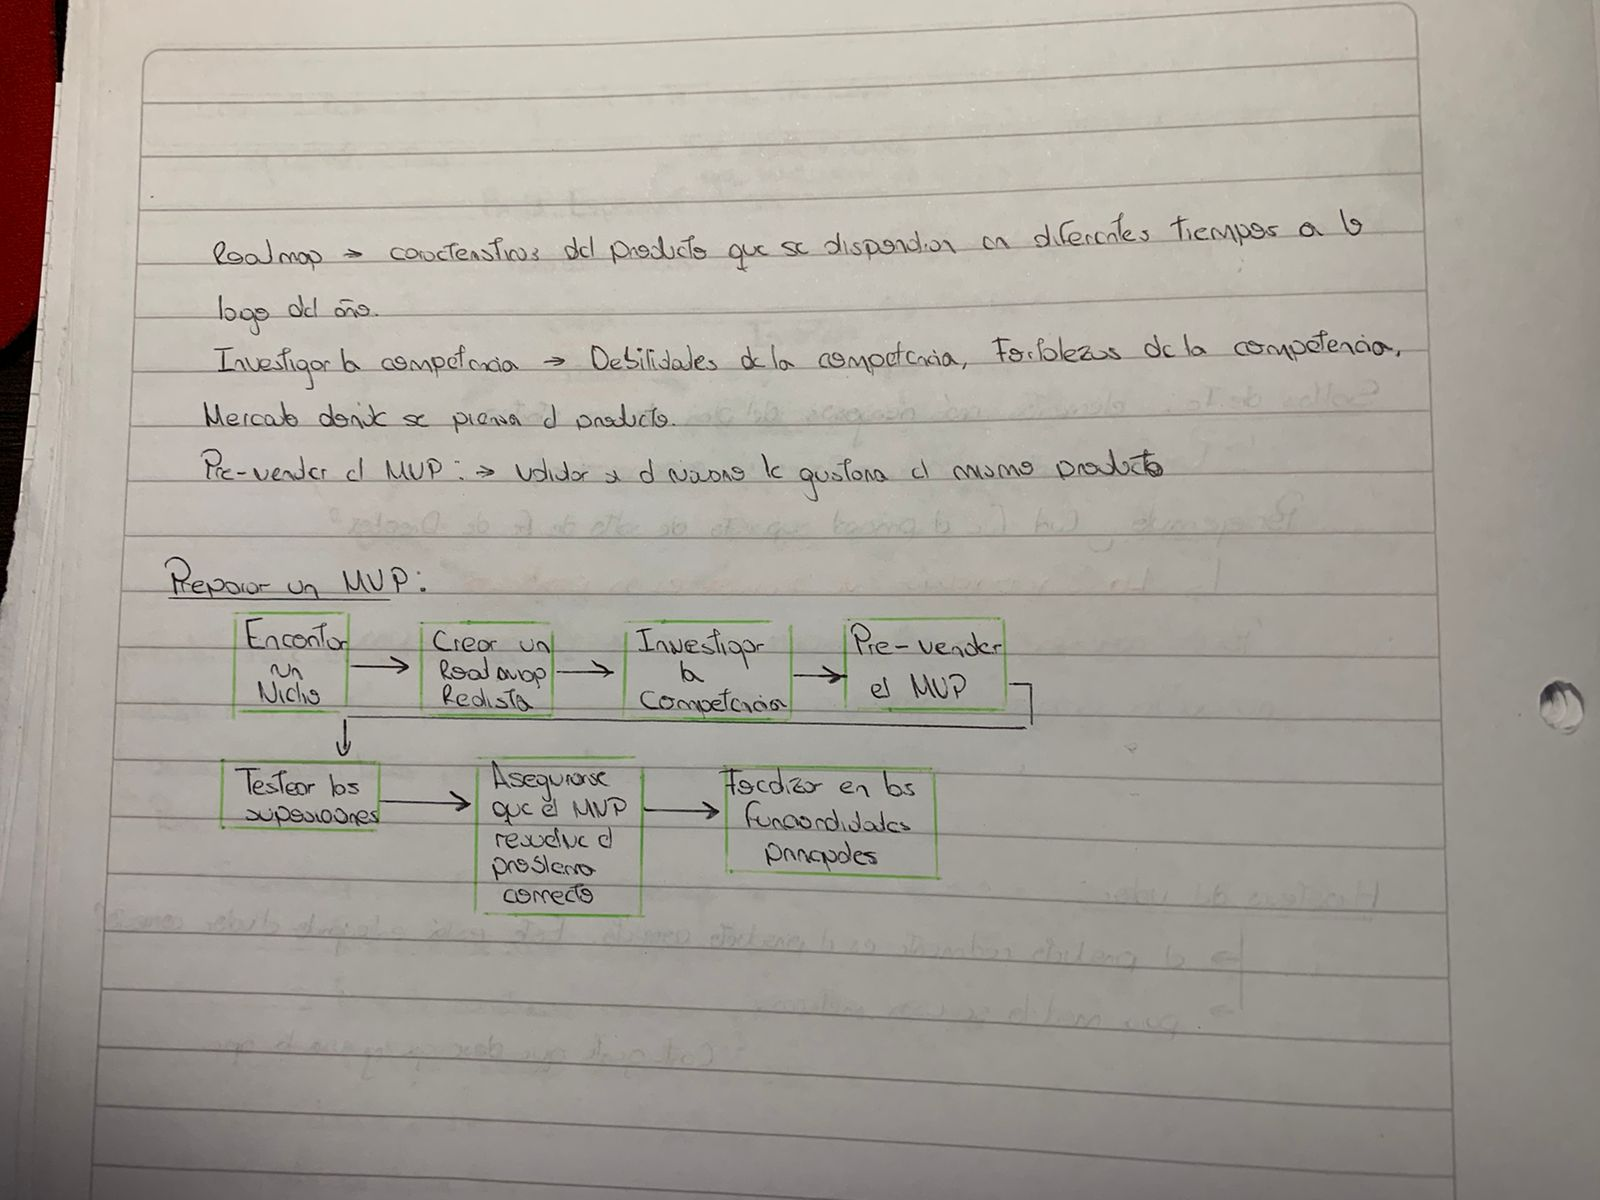 Roadmap → caracteristicas del producto que se dispondran en diferentes tiempos a lo
largo del año.
Investigar la competencia → Debilidades de la competencia, Fortalezas de la competencia,
Mercado donde se piensa el producto.
Pre-vender el MVP: → validar si el usuario le gustaria el mismo producto
Preparar un MVP:
Encontrar
un
Nicho
Crear un
Roadmap
Realista
Investigar
la
Competencia
Pre-vender
el MVP
Testear las
suposiciones
Asegurarse
que el MVP
resuelve el
problema
correcto
Focalizar en las
funcionalidades
principales